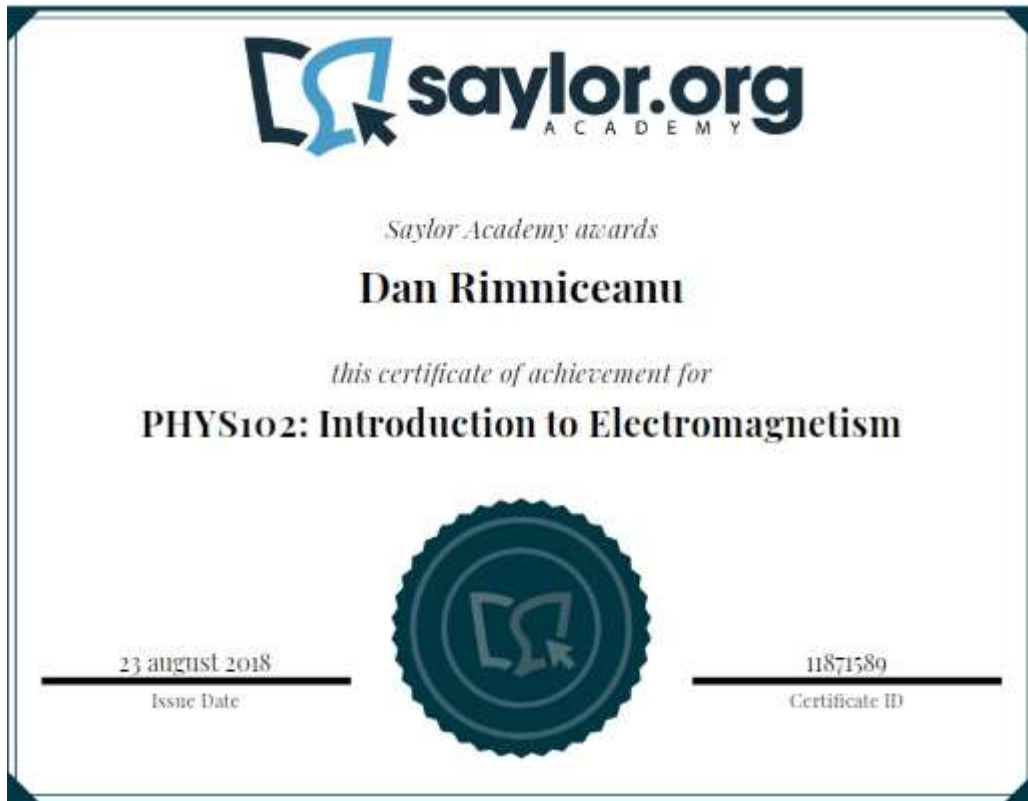 saylor.org
ACADEMY
Saylor Academy awards
Dan Rimniceanu
this certificate of achievement for
PHYS102: Introduction to Electromagnetism
23 august 2018
11871589
Issue Date
Certificate ID